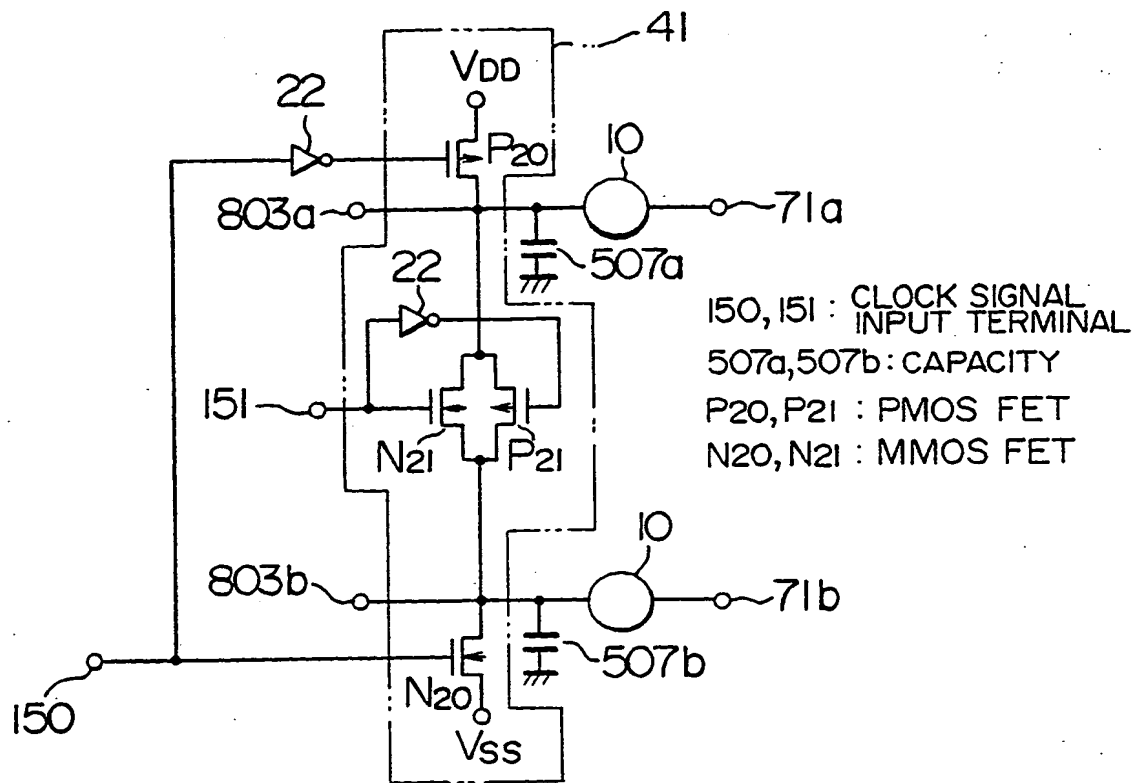 41
VDD
22
P20
10
803a
71a
507a
22
150, 151 : CLOCK SIGNAL
INPUT TERMINAL
507a, 507b : CAPACITY
151
P20, P21 : PMOS FET
N21
P21
N20, N21 : MMOS FET
10
803b
71b
507b
N20
150
VSS